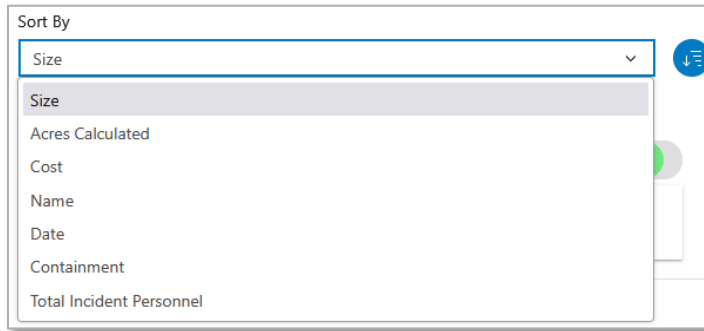 Sort By
Size
Size
Acres Calculated
Cost
Name
Date
Containment
Total Incident Personnel